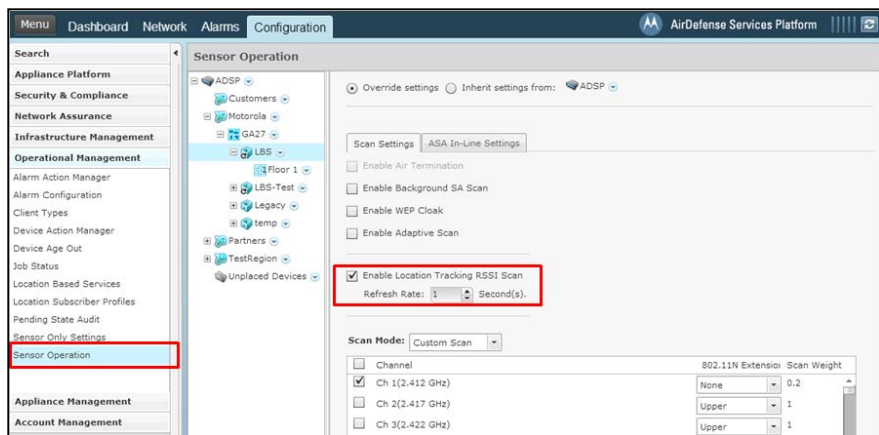 Menu Dashboard Network Alarms Configuration AirDefense Services Platform
Search
Appliance Platform
Security & Compliance
Network Assurance
Infrastructure Management
Operational Management
Alarm Action Manager
Alarm Configuration
Client Types
Device Action Manager
Device Age Out
Job Status
Location Based Services
Location Subscriber Profiles
Pending State Audit
Sensor Only Settings
Sensor Operation
Appliance Management
Account Management
Sensor Operation
ADSP
Customers
Motorola
GA27
LBS
Floor 1
LBS-Test
Legacy
temp
Partners
TestRegion
Unplaced Devices
Override settings Inherit settings from: ADSP
Scan Settings ASA In-Line Settings
Enable Air Termination
Enable Background SA Scan
Enable WEP Cloak
Enable Adaptive Scan
Enable Location Tracking RSSI Scan
Refresh Rate: 1 Second(s).
Scan Mode: Custom Scan
Channel 802.11N Extensio Scan Weight
Ch 1(2.412 GHz) None 0.2
Ch 2(2.417 GHz) Upper 1
Ch 3(2.422 GHz) Upper 1